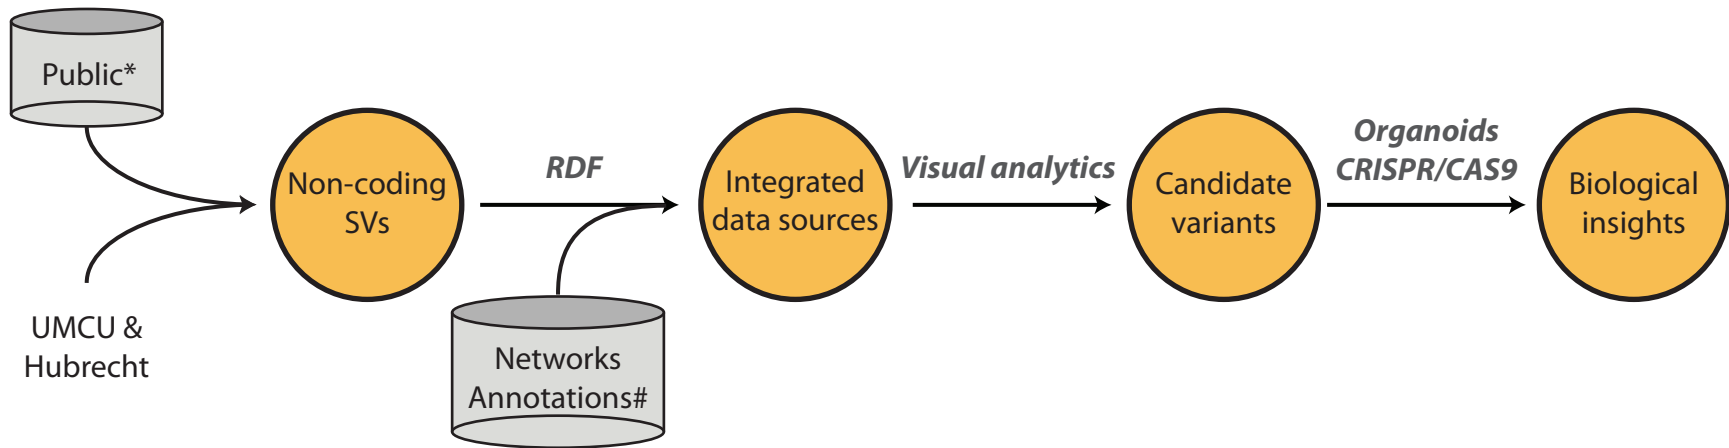 Public*
UMCU &
Hubrecht
Non-coding
SVs
RDF
Networks
Annotations#
Integrated
data sources
Visual analytics
Candidate
variants
Organoids
CRISPR/CAS9
Biological
insights